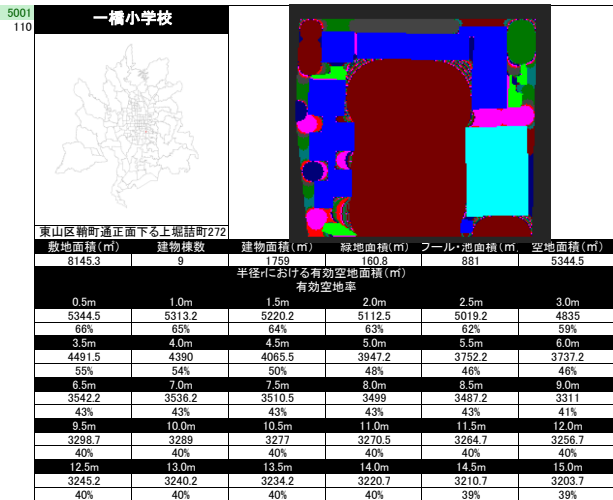 5001
一橋小学校
110
東山区鞘町通正面下る上堀詰町272
敷地面積(㎡) 建物棟数 建物面積(㎡) 緑地面積(㎡) プール・池面積(㎡) 空地面積(㎡)
8145.3 9 1759 160.8 881 5344.5
半径rにおける有効空地面積(㎡)
有効空地率
0.5m 1.0m 1.5m 2.0m 2.5m 3.0m
5344.5 5313.2 5220.2 5112.5 5019.2 4835
66% 65% 64% 63% 62% 59%
3.5m 4.0m 4.5m 5.0m 5.5m 6.0m
4491.5 4390 4065.5 3947.2 3752.2 3737.2
55% 54% 50% 48% 46% 46%
6.5m 7.0m 7.5m 8.0m 8.5m 9.0m
3542.2 3536.2 3510.5 3499 3487.2 3311
43% 43% 43% 43% 43% 41%
9.5m 10.0m 10.5m 11.0m 11.5m 12.0m
3298.7 3289 3277 3270.5 3264.7 3256.7
40% 40% 40% 40% 40% 40%
12.5m 13.0m 13.5m 14.0m 14.5m 15.0m
3245.2 3240.2 3234.2 3220.7 3210.7 3203.7
40% 40% 40% 40% 39% 39%